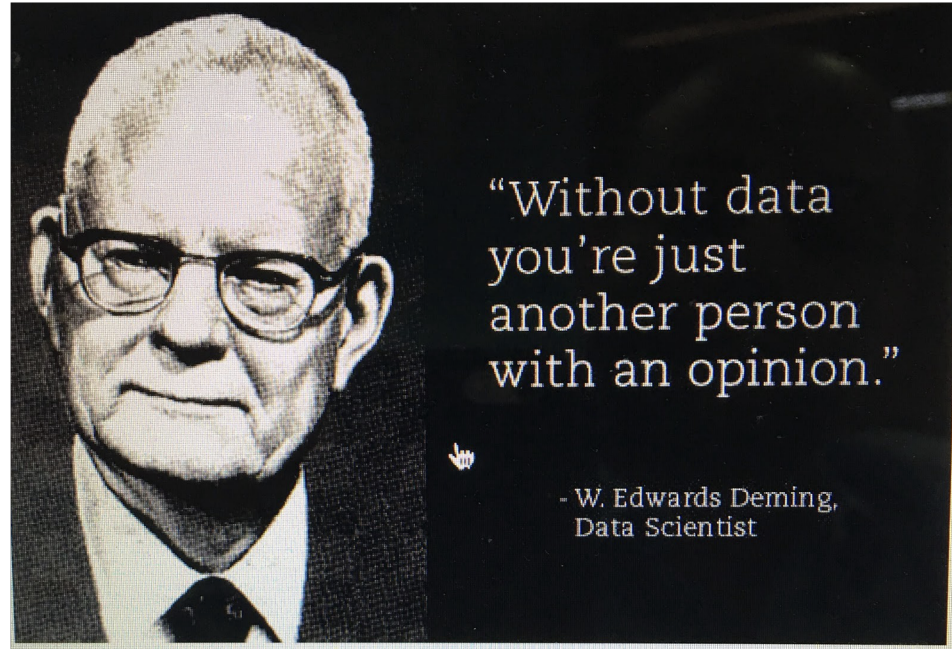 “Without data
you’re just
another person
with an opinion.”
- W. Edwards Deming,
Data Scientist